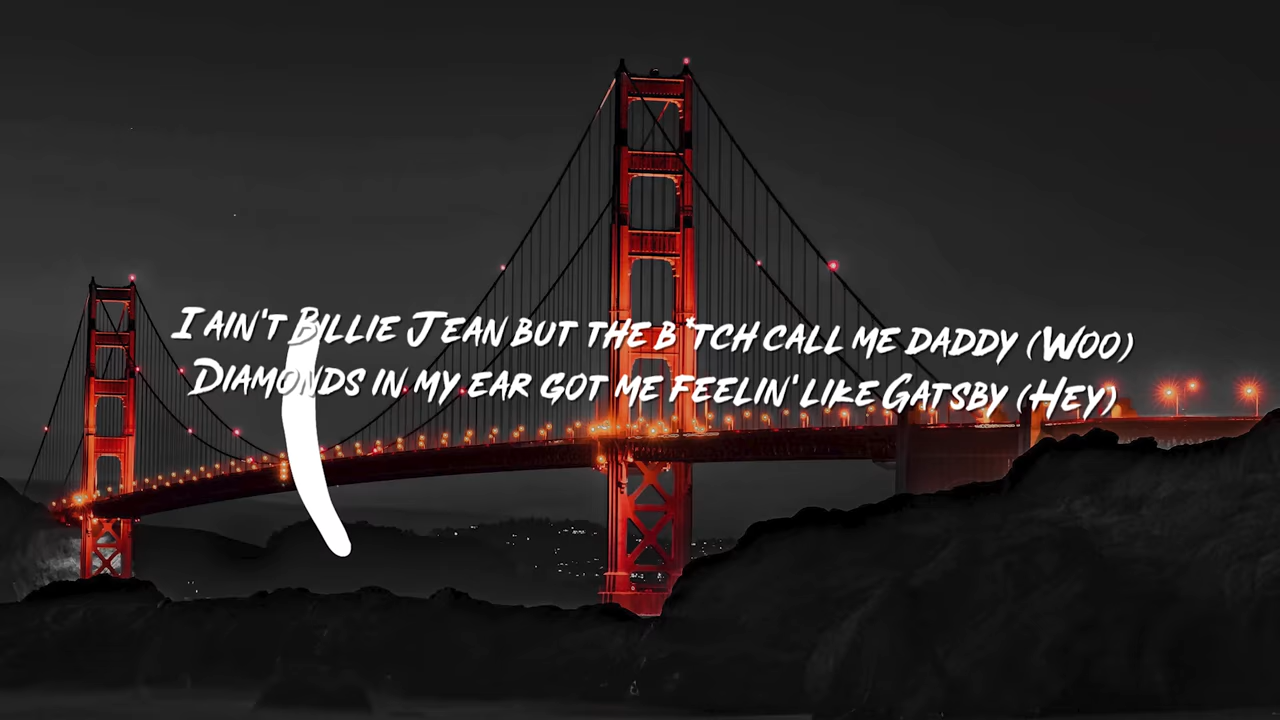 I ain't Billie Jean but the b*tch call me daddy (Woo)
Diamonds in my ear got me feelin' like Gatsby (Hey)
(